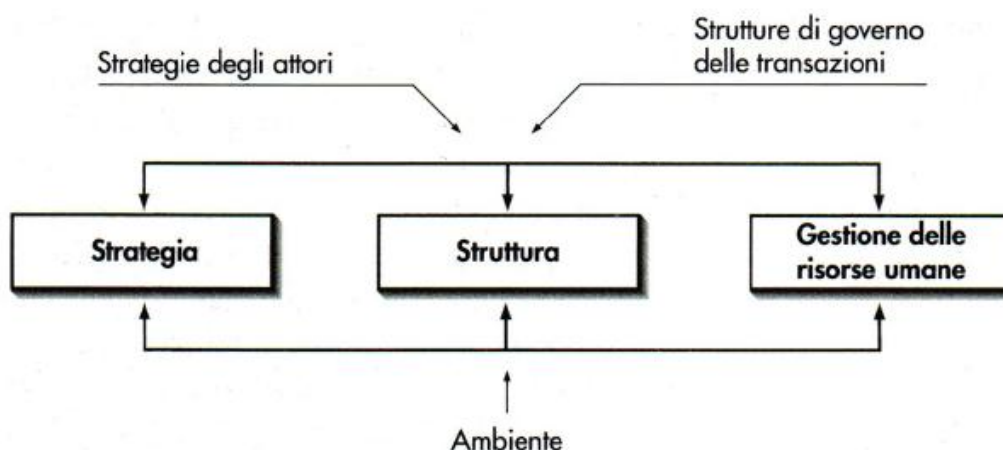 Strategie degli attori
Strutture di governo
delle transazioni
Strategia
Struttura
Gestione delle
risorse umane
Ambiente